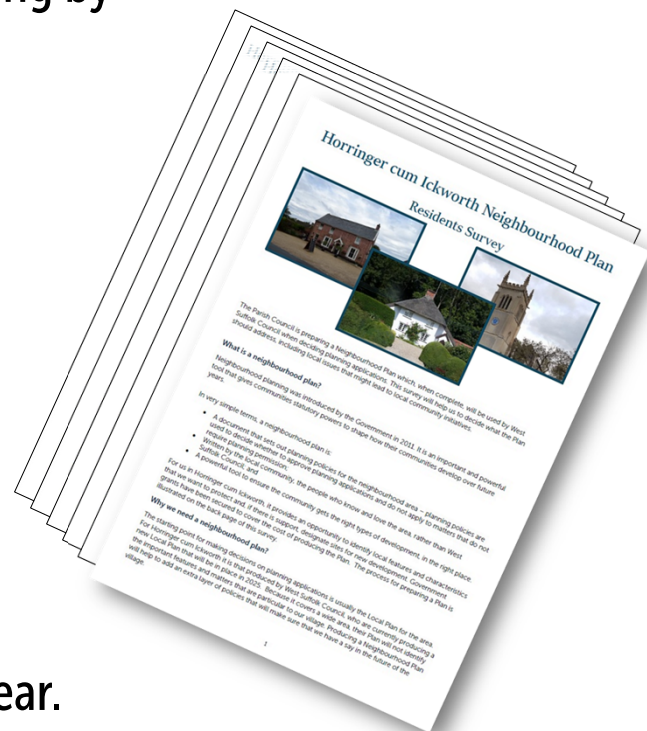 ng by
Horringer cum Ickworth Neighbourhood Plan
Residents Survey
The Parish Council is preparing a Neighbourhood Plan which, when complete, will be used by West
Suffolk Council when deciding planning applications. This survey will help us to decide what the Plan
should address, including local issues that might lead to local community initiatives.
What is a neighbourhood plan?
Neighbourhood planning was introduced by the Government in 2011. It is an important and powerful
tool that gives communities statutory powers to shape how their communities develop over future
years.
In very simple terms, a neighbourhood plan is:
• A document that sets out planning policies for the neighbourhood area – planning policies are
used to decide whether to approve planning applications and do not apply to matters that do not
require planning permission;
• Written by the local community, the people who know and love the area, rather than West
Suffolk Council; and
• A powerful tool to ensure the community gets the right types of development, in the right place.
For us in Horringer cum Ickworth, it provides an opportunity to identify local features and characteristics
that we want to protect and, if there is support, designate sites for new development. Government
grants have been secured to cover the cost of producing the Plan. The process for preparing a Plan is
illustrated on the back page of this survey.
Why we need a neighbourhood plan?
The starting point for making decisions on planning applications is usually the Local Plan for the area.
For Horringer cum Ickworth it is that produced by West Suffolk Council, who are currently producing a
new Local Plan that will be in place in 2025. Because it covers a wide area, their Plan will not identify
the important features and matters that are particular to our village. Producing a Neighbourhood Plan
will help to add an extra layer of policies that will make sure that we have a say in the future of the
village.
1
ear.